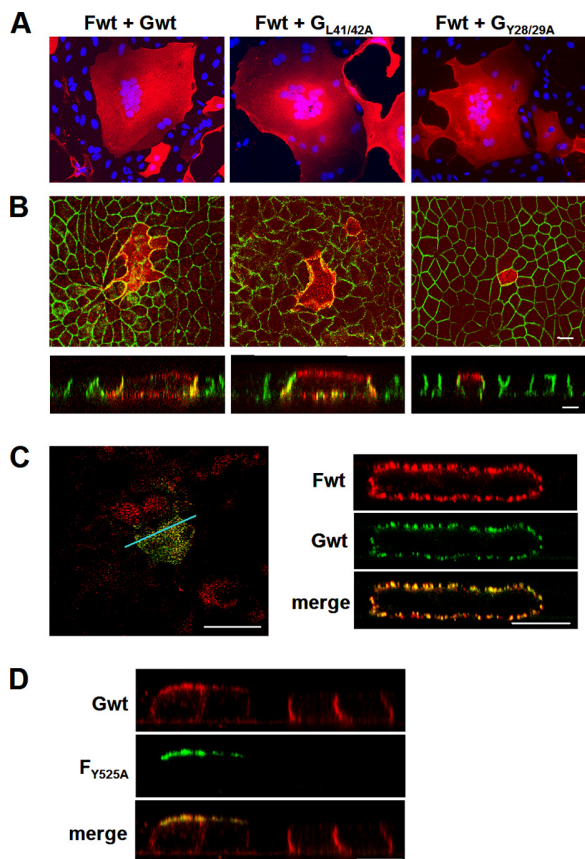 A
Fwt + Gwt
Fwt + GL41/42A
Fwt + GY28/29A
B
C
Fwt
Gwt
merge
D
Gwt
FY525A
merge